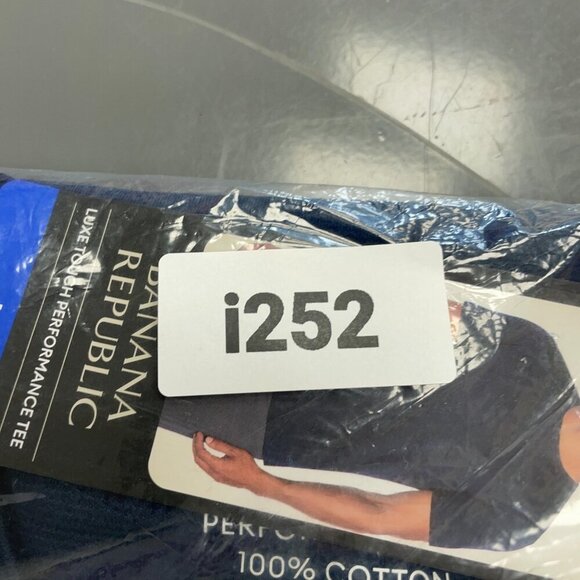 i252
BANANA
REPUBLIC
LUXE TOUCH PERFORMANCE TEE
100% COTTON